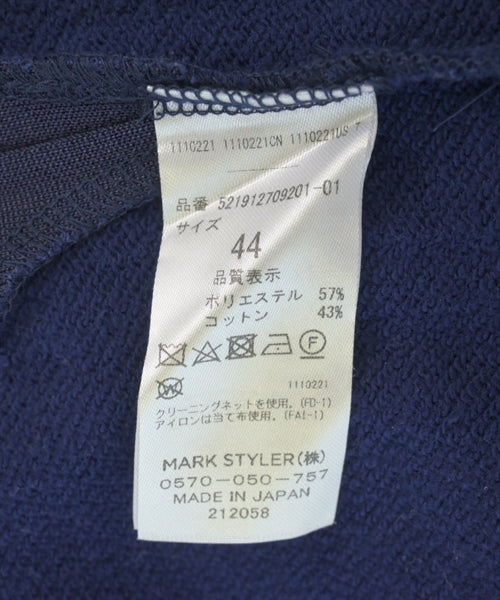 1110221 1110221CN 1110221US T
品番 521912709201-01
サイズ
44
品質表示
ポリエステル 57%
コットン 43%
1110221
クリーニングネットを使用。(FD-1)
アイロンは当て布使用。(FAI-1)
MARK STYLER(株)
0570-050-757
MADE IN JAPAN
212058